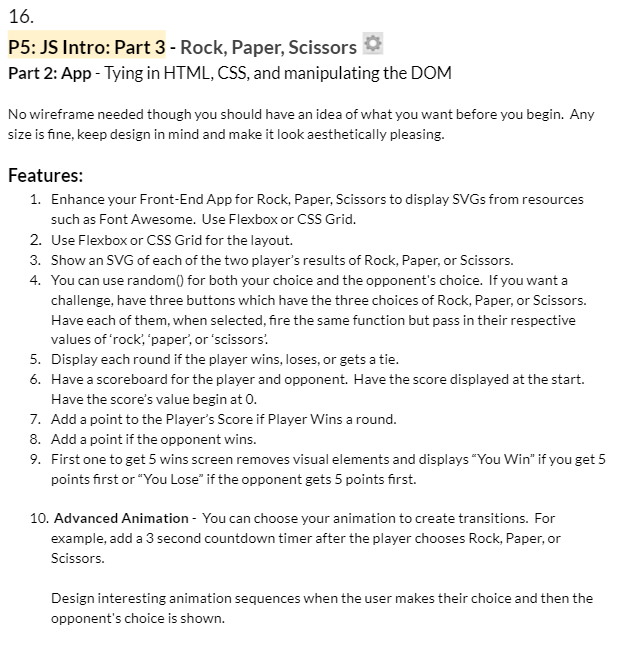 16.
P5: JS Intro: Part 3 - Rock, Paper, Scissors
Part 2: App - Tying in HTML, CSS, and manipulating the DOM
No wireframe needed though you should have an idea of what you want before you begin. Any
size is fine, keep design in mind and make it look aesthetically pleasing.
Features:
1. Enhance your Front-End App for Rock, Paper, Scissors to display SVGs from resources
such as Font Awesome. Use Flexbox or CSS Grid.
2. Use Flexbox or CSS Grid for the layout.
3. Show an SVG of each of the two player's results of Rock, Paper, or Scissors.
4. You can use random() for both your choice and the opponent's choice. If you want a
challenge, have three buttons which have the three choices of Rock, Paper, or Scissors.
Have each of them, when selected, fire the same function but pass in their respective
values of 'rock', 'paper', or 'scissors'.
5. Display each round if the player wins, loses, or gets a tie.
6. Have a scoreboard for the player and opponent. Have the score displayed at the start.
Have the score's value begin at 0.
7. Add a point to the Player's Score if Player Wins a round.
8. Add a point if the opponent wins.
9. First one to get 5 wins screen removes visual elements and displays "You Win" if you get 5
points first or "You Lose" if the opponent gets 5 points first.
10. Advanced Animation - You can choose your animation to create transitions. For
example, add a 3 second countdown timer after the player chooses Rock, Paper, or
Scissors.
Design interesting animation sequences when the user makes their choice and then the
opponent's choice is shown.